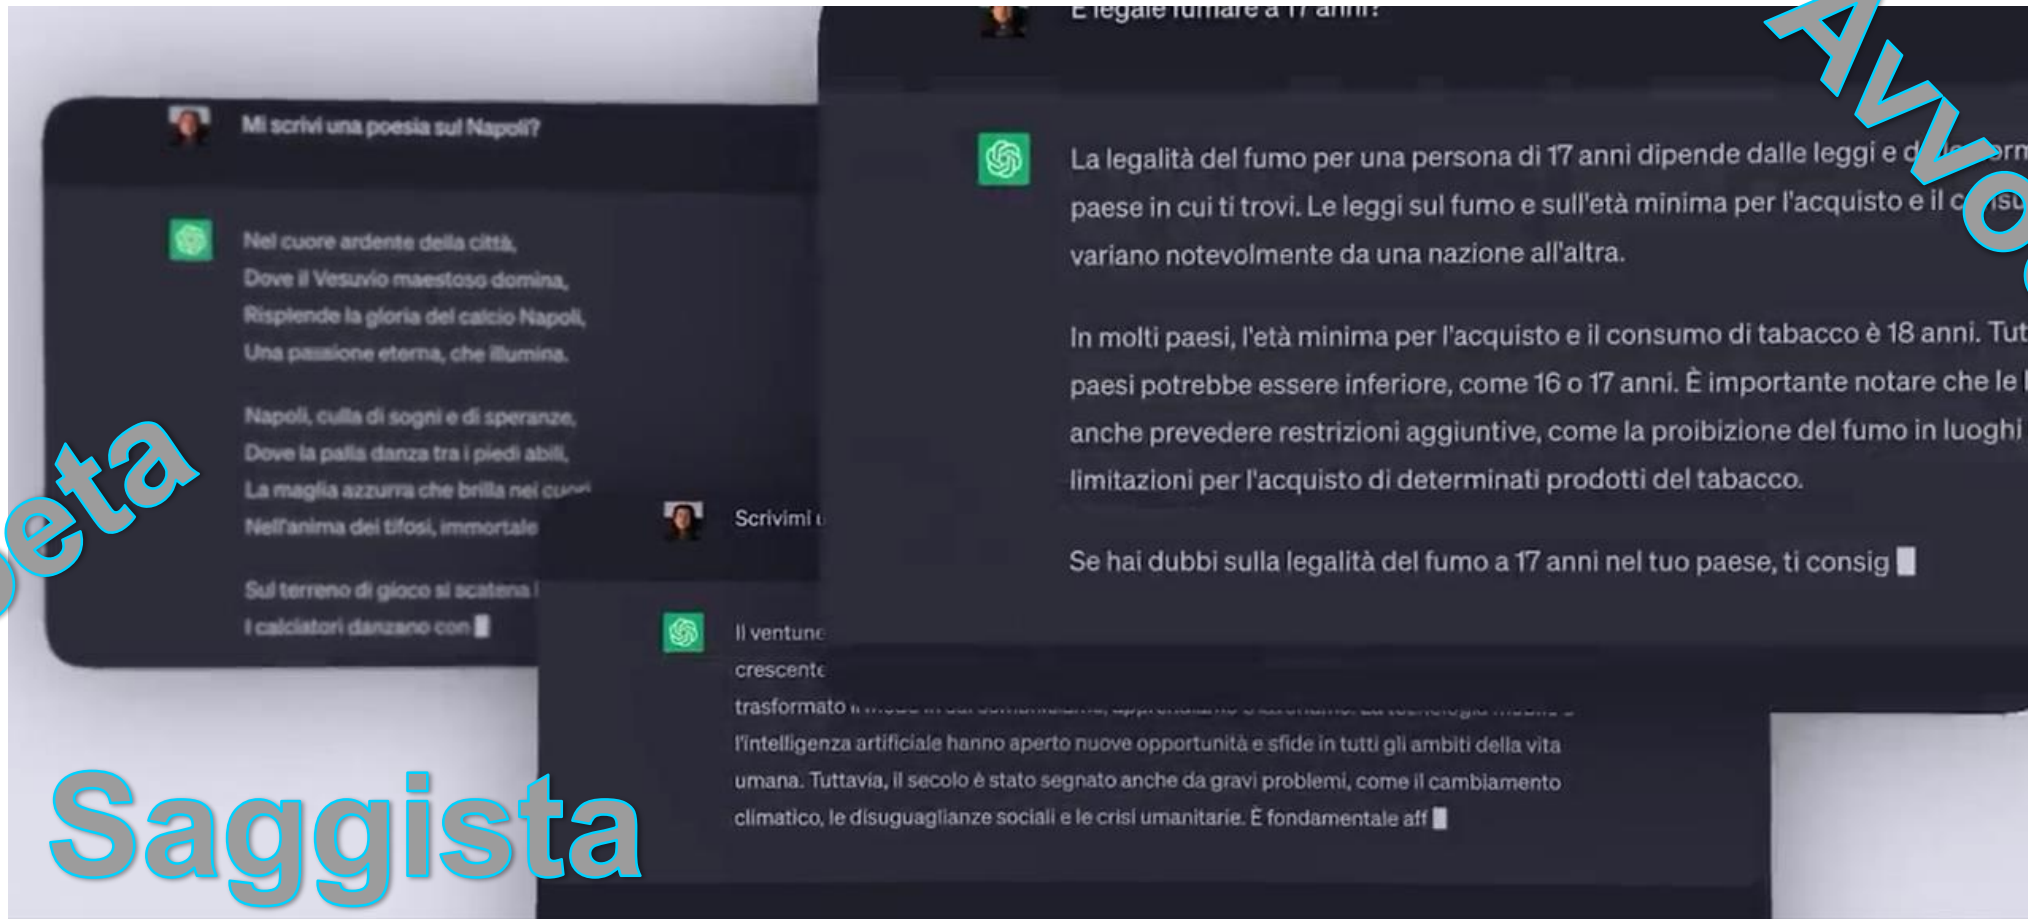 È legale fumare a 17 anni?
La legalità del fumo per una persona di 17 anni dipende dalle leggi e
paese in cui ti trovi. Le leggi sul fumo e sull'età minima per l'acquisto e il
variano notevolmente da una nazione all'altra.
In molti paesi, l'età minima per l'acquisto e il consumo di tabacco è 18 anni. Tut
paesi potrebbe essere inferiore, come 16 o 17 anni. È importante notare che le
anche prevedere restrizioni aggiuntive, come la proibizione del fumo in luoghi
limitazioni per l'acquisto di determinati prodotti del tabacco.
Se hai dubbi sulla legalità del fumo a 17 anni nel tuo paese, ti consig
Avvo
Mi scrivi una poesia sul Napoli?
Nel cuore ardente della città,
Dove il Vesuvio maestoso domina,
Risplende la gloria del calcio Napoli,
Una passione eterna, che illumina.
Napoli, culla di sogni e di speranze,
Dove la palla danza tra i piedi abili,
La maglia azzurra che brilla nei cuori
Nell'anima dei tifosi, immortale
Sul terreno di gioco si scatena
I calciatori danzano con
eta
Scrivimi
Il ventune
crescente
trasformato
l'intelligenza artificiale hanno aperto nuove opportunità e sfide in tutti gli ambiti della vita
umana. Tuttavia, il secolo è stato segnato anche da gravi problemi, come il cambiamento
climatico, le disuguaglianze sociali e le crisi umanitarie. È fondamentale aff
Saggista